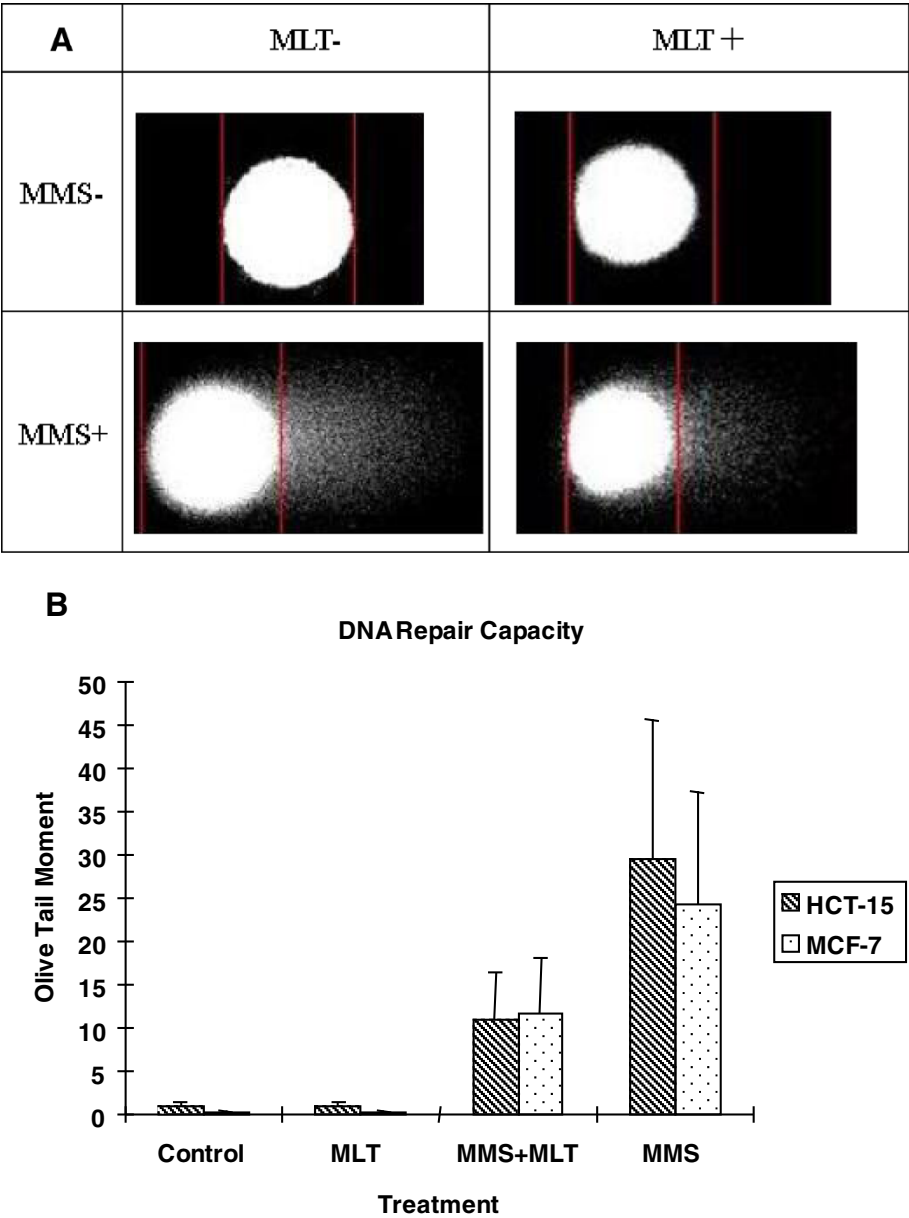 A MLT- MLT +
MMS-
MMS+
B
DNA Repair Capacity
50
45
40
35
30
25
20
15
10
5
0
Olive Tail Moment
Control MLT MMS+MLT MMS
Treatment
HCT-15
MCF-7